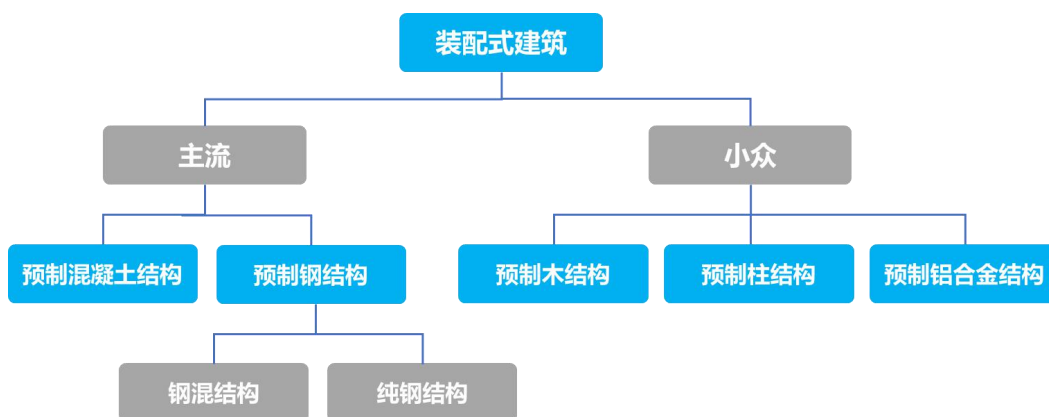 装配式建筑
主流
小众
预制混凝土结构
预制钢结构
预制木结构
预制柱结构
预制铝合金结构
钢混结构
纯钢结构